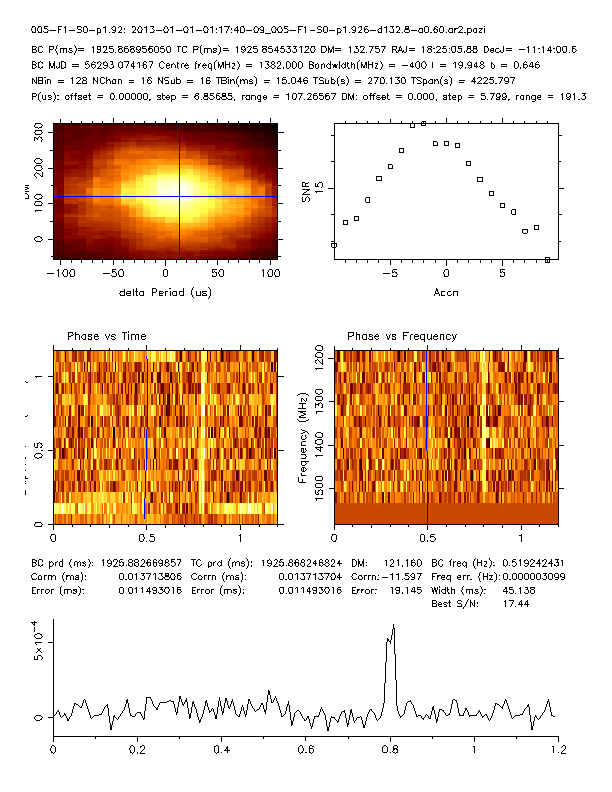 005-F1-S0-p1.92: 2013-01-01-01:17:40-09_005-F1-S0-p1.926-d132.8-a0.60.ar2.pazi
BC P(ms)= 1925.868956050 TC P(ms)= 1925 854533120 DM= 132.757 RAJ= 18:25:05.88 DecJ= -11:14:00.6
BC MJD = 56293 074167 Centre freq(MHz) = 1382.000 Bandwidth(MHz) = -400 l = 19.948 b = 0.646
NBin = 128 NChan = 16 NSub = 16 TBin(ms) = 15.046 TSub(s) = 270.130 TSpan(s) = 4225.797
P(us): offset = 0.00000, step = 6.85685, range = 107.26567 DM: offset = 0.000, step = 5.799, range = 191.3
300
200
100
0
-100 -50 0 50 100
delta Period (us)
SNR
15
-5 0 5
Accn
Phase vs Time
1
0.5
0
0 0.5 1
Phase vs Frequency
Frequency (MHz)
1200
1300
1400
1500
0 0.5 1
BC prd (ms): 1925.882669857 TC prd (ms): 1925.868246824 DM: 121.160 BC freq (Hz): 0.519242431
Corrn (ms): 0.013713806 Corrn (ms): 0.013713704 Corrn: -11.597 Freq err. (Hz): 0.000003099
Error (ms): 0 011493016 Error (ms): 0 011493016 Error: 19.145 Width (ms): 45.138
Best S/N: 17.44
5×10⁻⁴
0
0 0.2 0.4 0.6 0.8 1 1.2